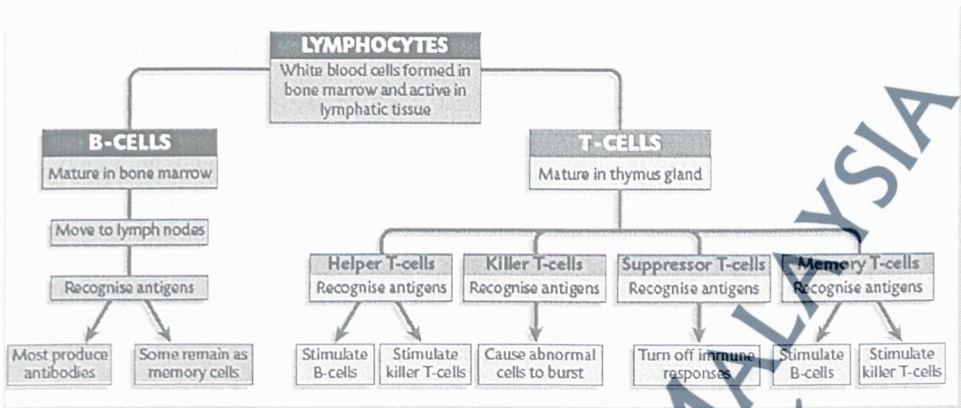 LYMPHOCYTES
White blood cells formed in
bone marrow and active in
lymphatic tissue
B-CELLS
Mature in bone marrow
Move to lymph nodes
Recognise antigens
Most produce
antibodies
Some remain as
memory cells
T-CELLS
Mature in thymus gland
Helper T-cells
Recognise antigens
Stimulate
B-cells
Stimulate
killer T-cells
Killer T-cells
Recognise antigens
Cause abnormal
cells to burst
Suppressor T-cells
Recognise antigens
Turn off immune
responses
Memory T-cells
Recognise antigens
Stimulate
B-cells
Stimulate
killer T-cells
MALAYSIA